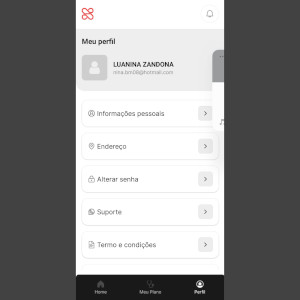 Meu perfil
LUANINA ZANDONA
nina.bm08@hotmail.com
Informações pessoais
Endereço
Alterar senha
Suporte
Termo e condições
Home
Meu Plano
Perfil